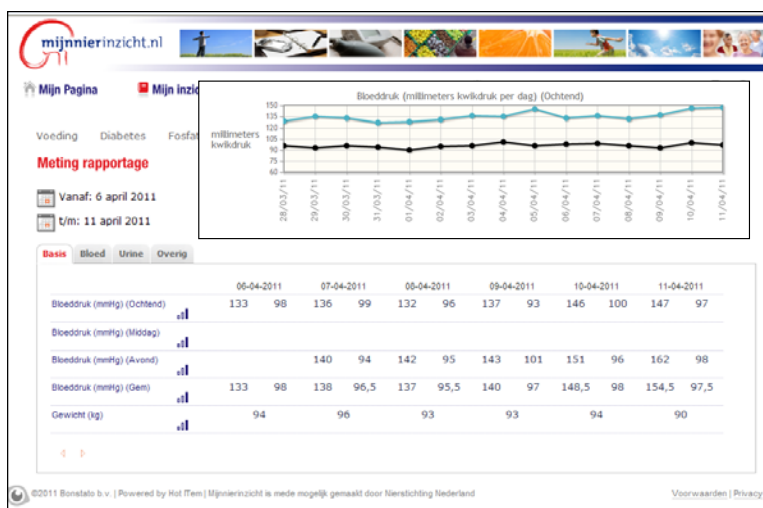 mijnnierinzicht.nl
Mijn Pagina
Mijn inzic
Bloeddruk (millimeters kwikdruk per dag) (Ochtend)
150
135
120
105
90
75
60
millimeters
kwikdruk
28/03/11 29/03/11 30/03/11 31/03/11 01/04/11 02/04/11 03/04/11 04/04/11 05/04/11 06/04/11 07/04/11 08/04/11 09/04/11 10/04/11 11/04/11
Voeding Diabetes Fosfat
Meting rapportage
Vanaf: 6 april 2011
t/m: 11 april 2011
Basis Bloed Urine Overig
06-04-2011 07-04-2011 08-04-2011 09-04-2011 10-04-2011 11-04-2011
Bloeddruk (mmHg) (Ochtend) 133 98 136 99 132 96 137 93 146 100 147 97
Bloeddruk (mmHg) (Middag)
Bloeddruk (mmHg) (Avond) 140 94 142 95 143 101 151 96 162 98
Bloeddruk (mmHg) (Gem) 133 98 138 96,5 137 95,5 140 97 148,5 98 154,5 97,5
Gewicht (kg) 94 96 93 93 94 90
©2011 Bonstato b.v. | Powered by Hot ITem | Mijnnierinzicht is mede mogelijk gemaakt door Nierstichting Nederland
Voorwaarden | Privacy